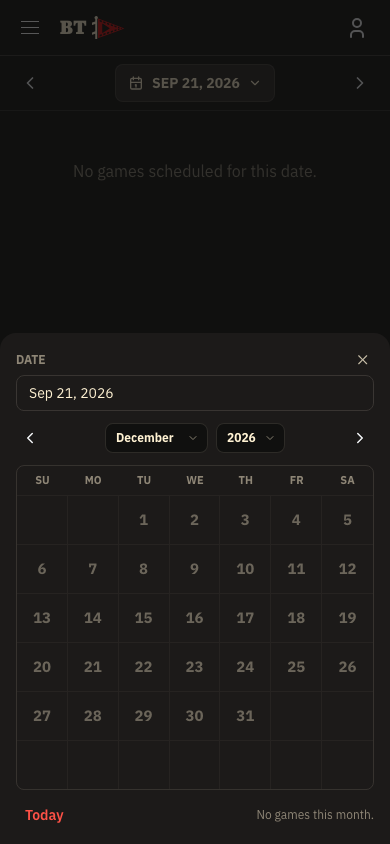 BT
SEP 21, 2026
No games scheduled for this date.
DATE
Sep 21, 2026
December 2026
SU MO TU WE TH FR SA
1 2 3 4 5
6 7 8 9 10 11 12
13 14 15 16 17 18 19
20 21 22 23 24 25 26
27 28 29 30 31
Today No games this month.